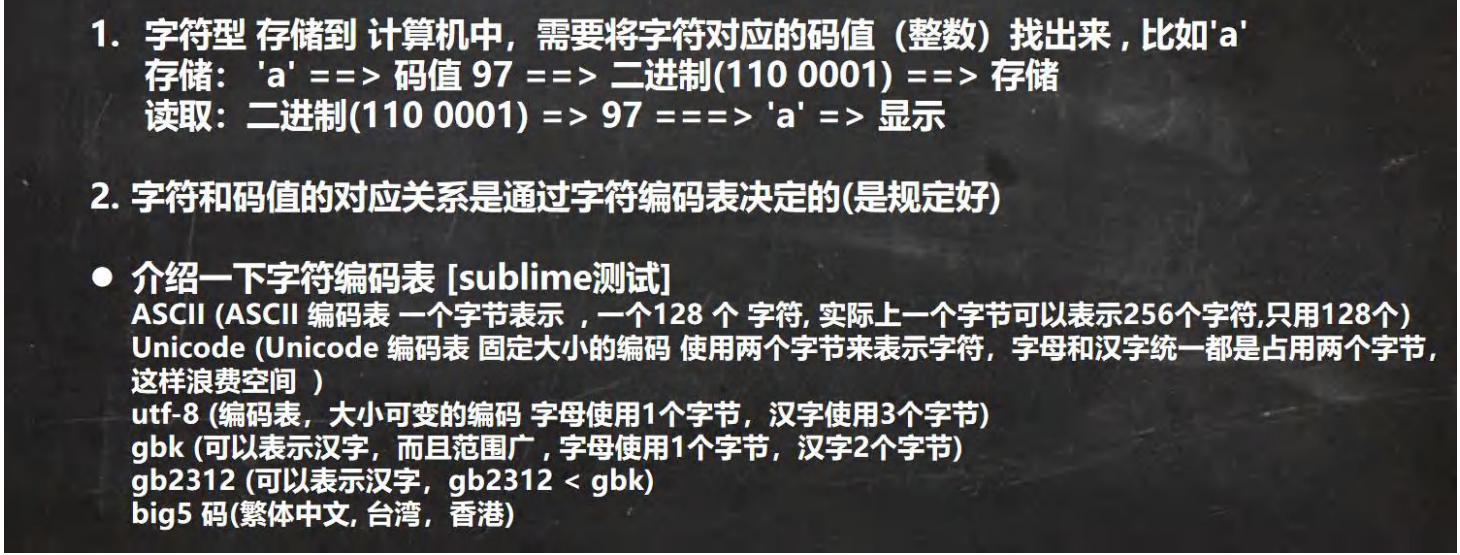 1. 字符型 存储到 计算机中，需要将字符对应的码值（整数）找出来 , 比如'a'
存储： 'a' ==> 码值 97 ==> 二进制(110 0001) ==> 存储
读取：二进制(110 0001) => 97 ===> 'a' => 显示
2. 字符和码值的对应关系是通过字符编码表决定的(是规定好)
● 介绍一下字符编码表 [sublime测试]
ASCII (ASCII 编码表 一个字节表示 , 一个128 个 字符, 实际上一个字节可以表示256个字符,只用128个）
Unicode (Unicode 编码表 固定大小的编码 使用两个字节来表示字符，字母和汉字统一都是占用两个字节，
这样浪费空间 ）
utf-8 (编码表，大小可变的编码 字母使用1个字节，汉字使用3个字节)
gbk (可以表示汉字，而且范围广 , 字母使用1个字节，汉字2个字节)
gb2312 (可以表示汉字，gb2312 < gbk)
big5 码(繁体中文, 台湾，香港)